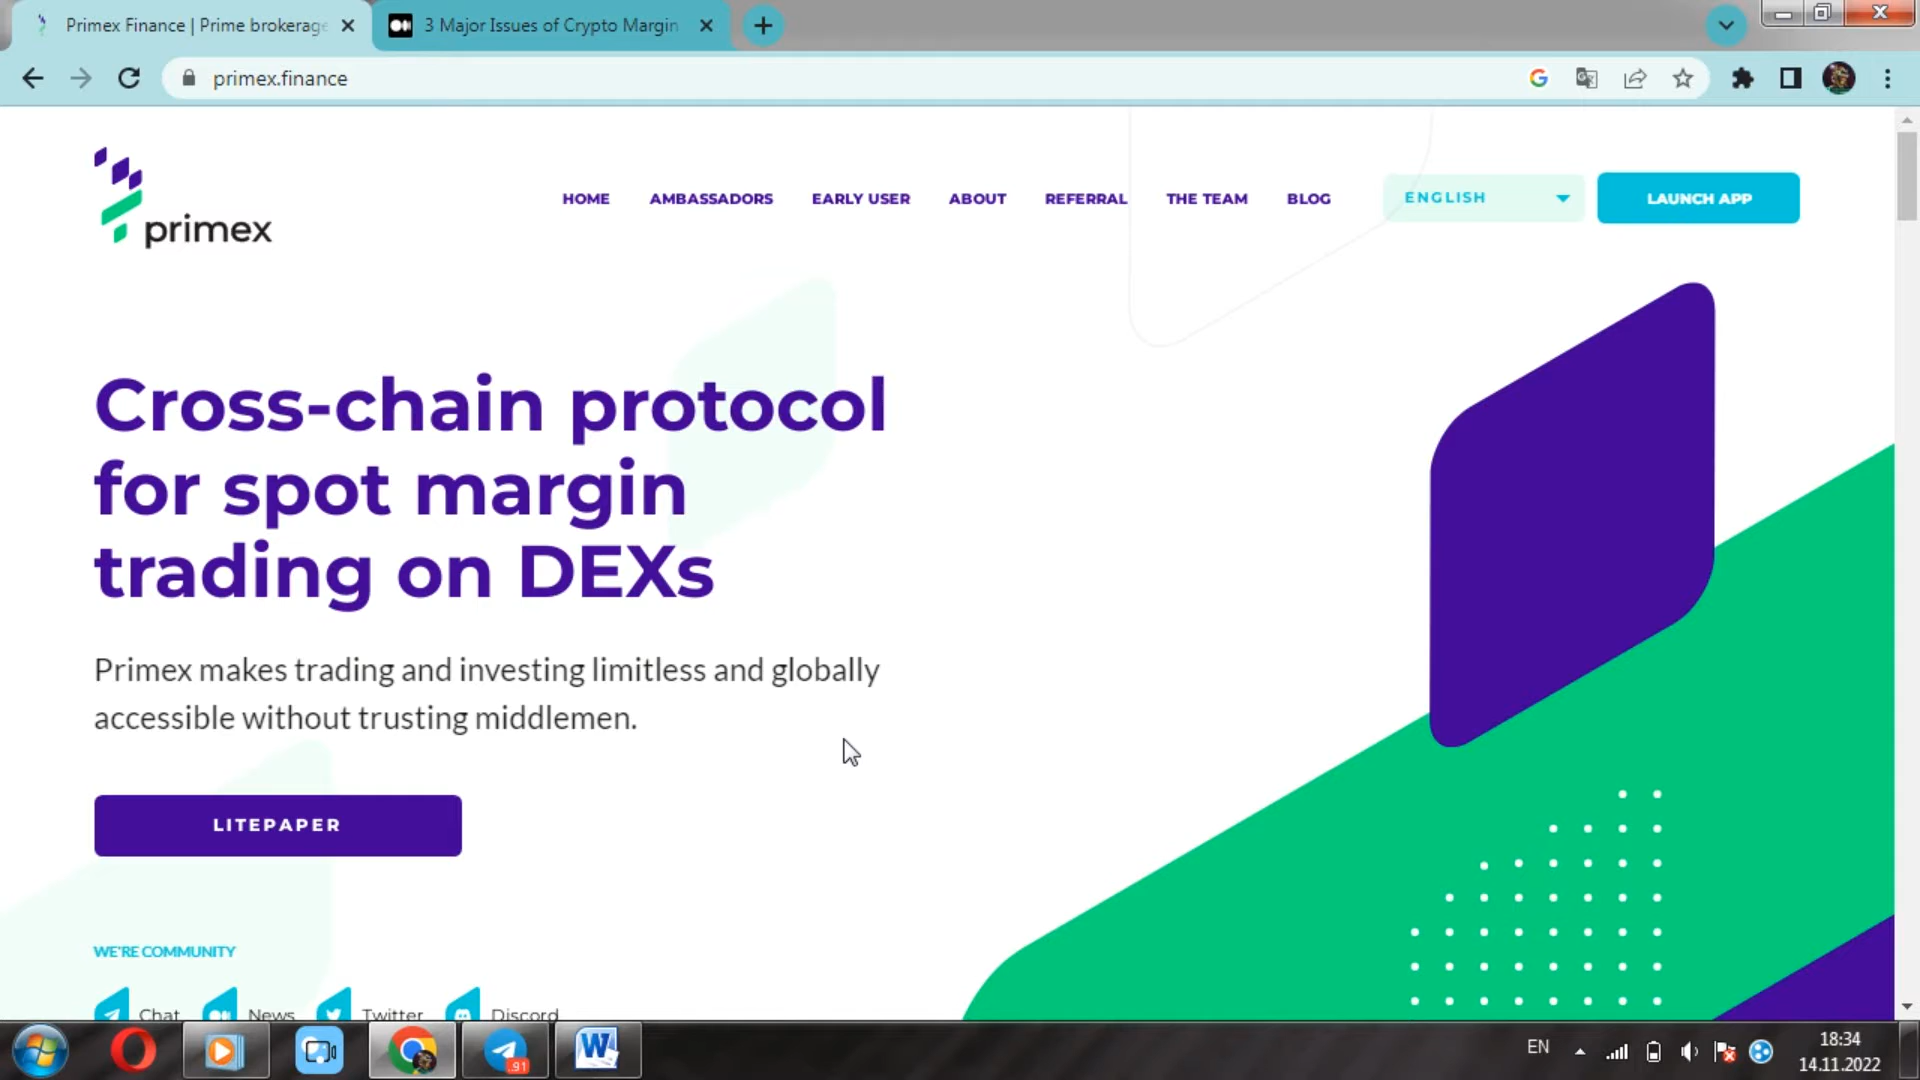 Primex Finance | Prime brokerage
3 Major Issues of Crypto Margin
primex.finance
primex
HOME
AMBASSADORS
EARLY USER
ABOUT
REFERRAL
THE TEAM
BLOG
ENGLISH
LAUNCH APP
Cross-chain protocol
for spot margin
trading on DEXs
Primex makes trading and investing limitless and globally
accessible without trusting middlemen.
LITEPAPER
WE'RE COMMUNITY
Chat
News
Twitter
Discord
91
EN
18:34
14.11.2022